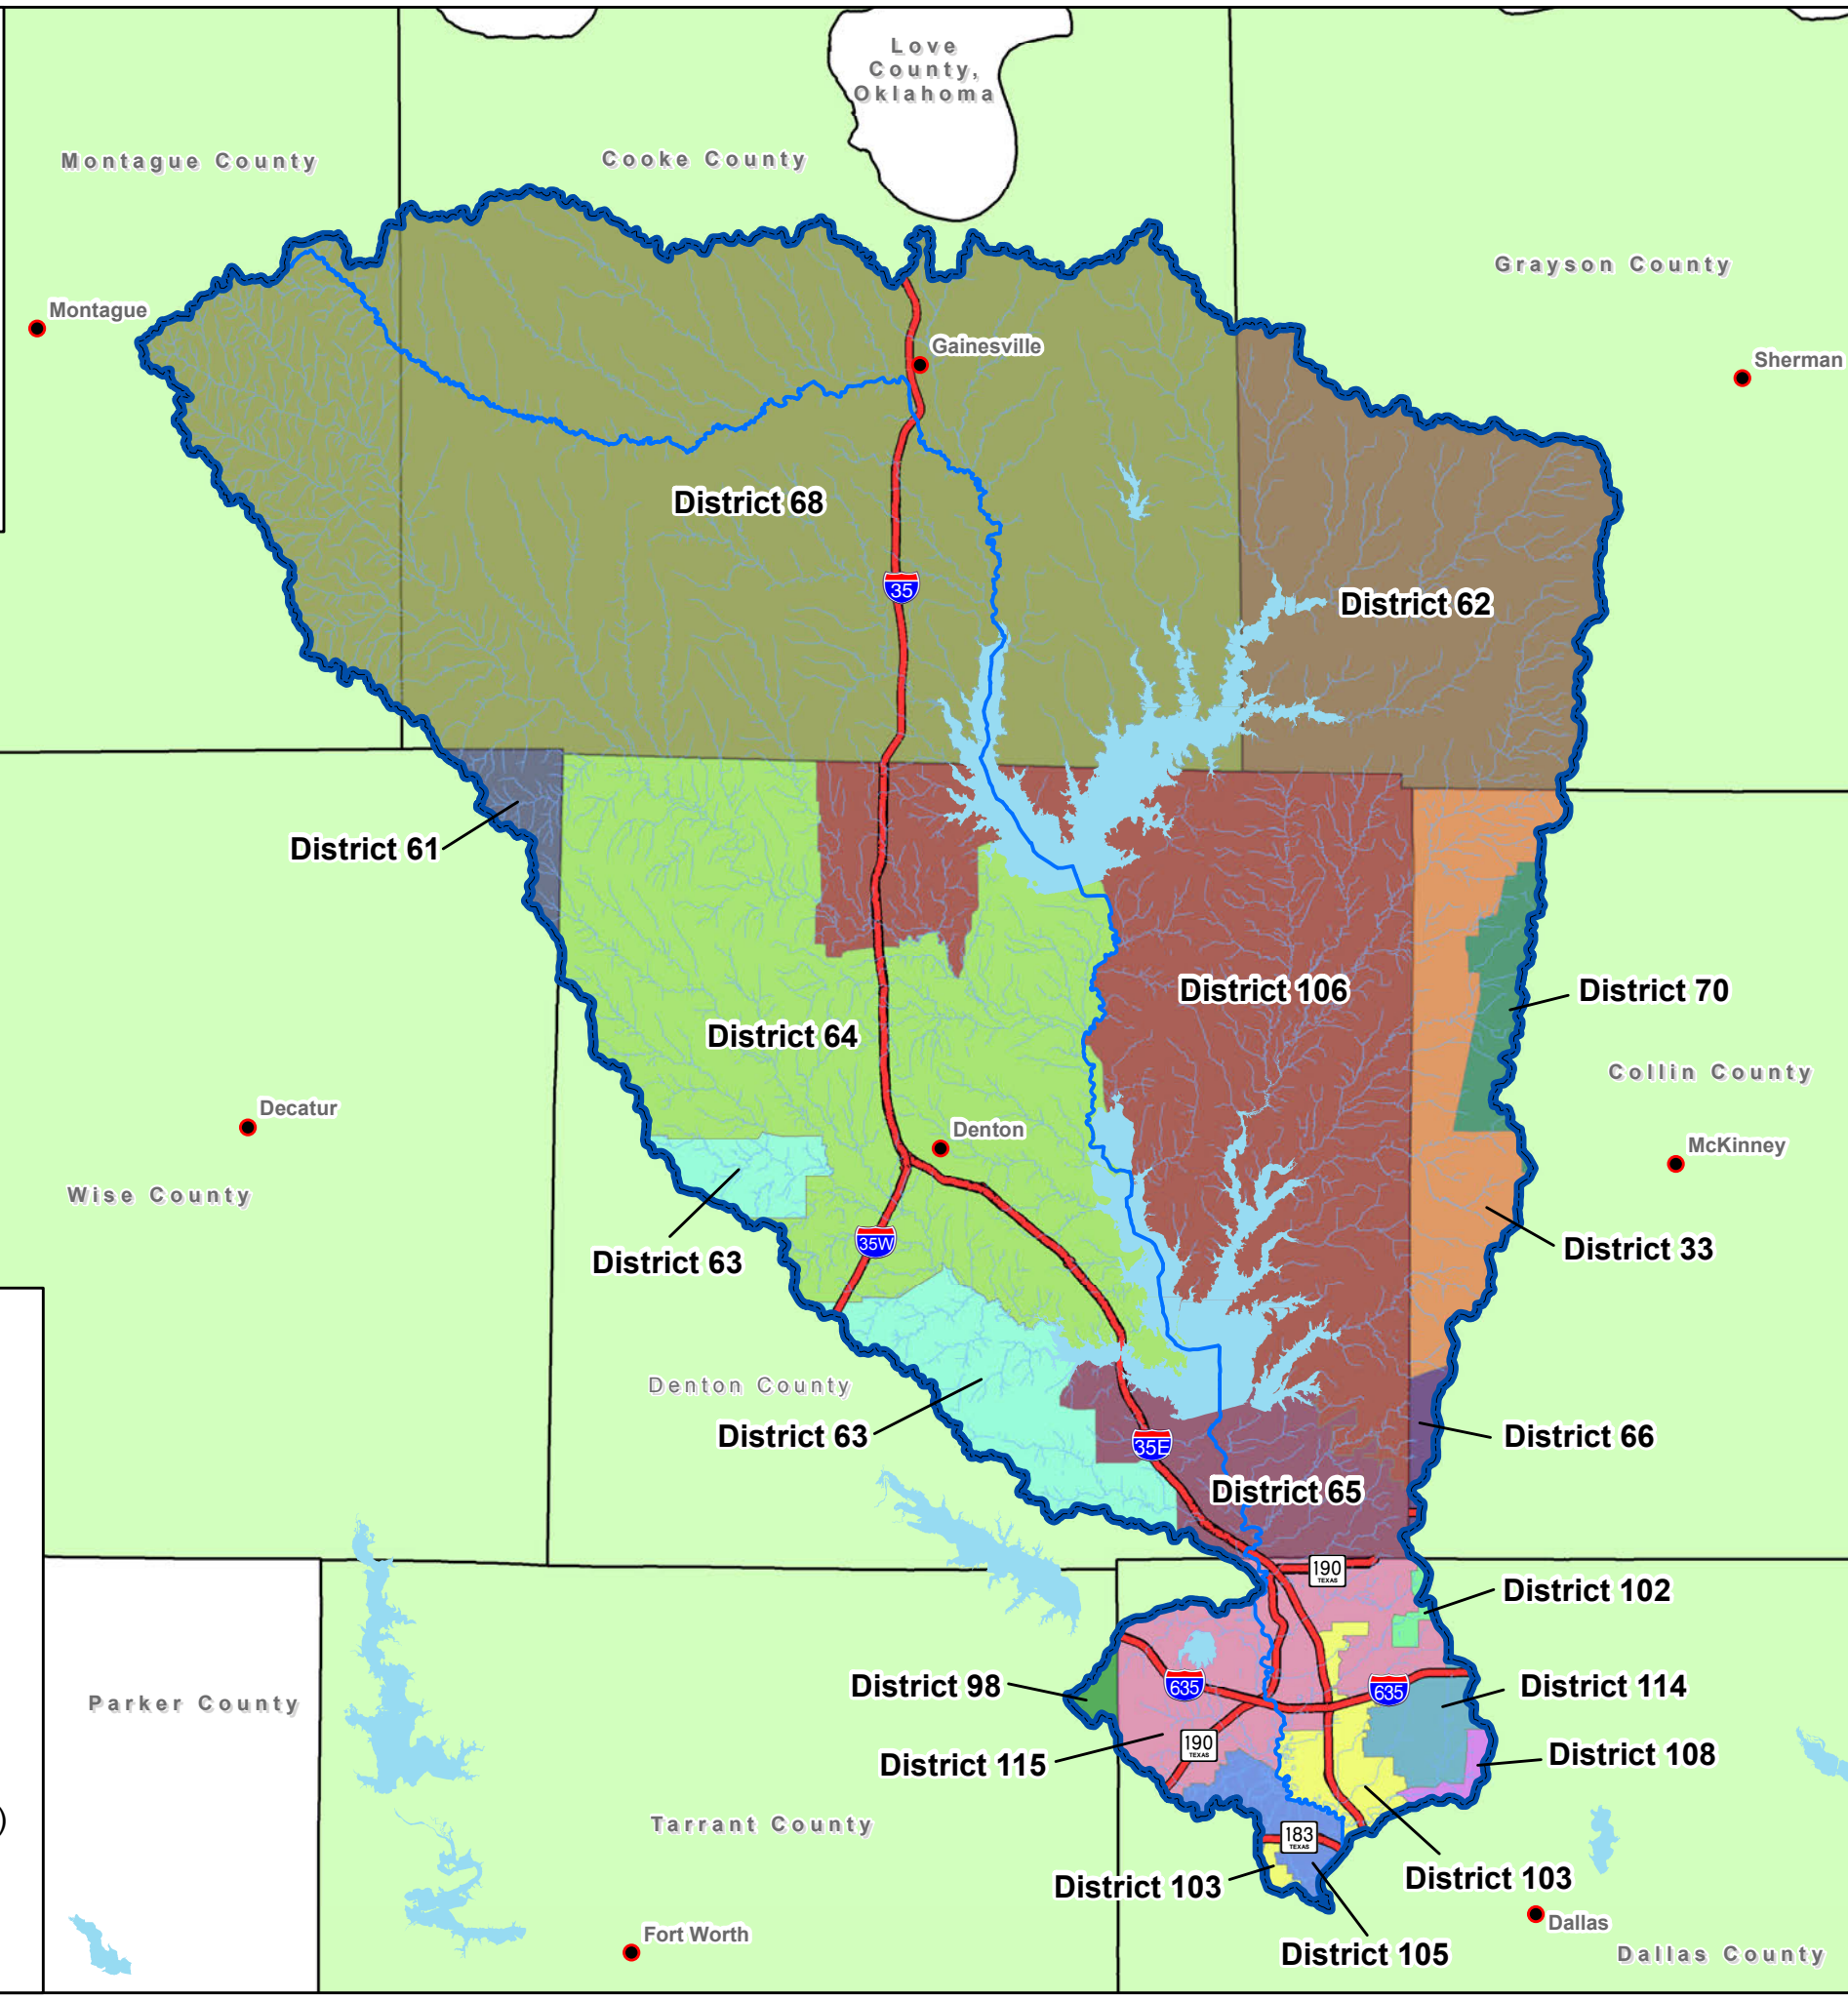 Love
County,
Oklahoma
Montague County
Cooke County
Grayson County
Montague
Gainesville
Sherman
District 68
35
District 62
District 61
District 106
District 70
District 64
Collin County
Decatur
Denton
McKinney
Wise County
35W
District 63
District 33
Denton County
District 63
35E
District 66
District 65
190
TEXAS
District 102
District 98
635
635
District 114
Parker County
190
TEXAS
District 115
District 108
Tarrant County
183
TEXAS
District 103
District 103
Fort Worth
Dallas
District 105
Dallas County
)